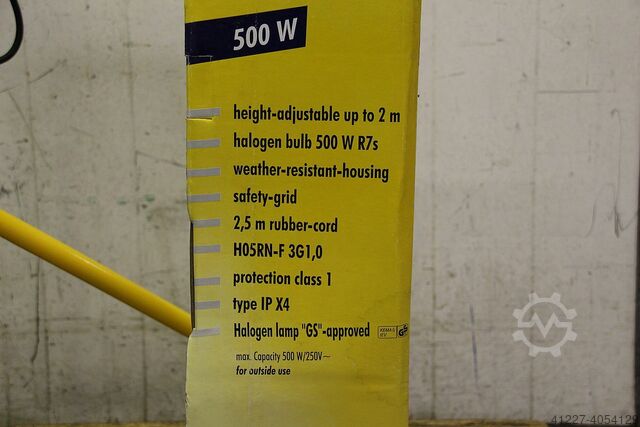 500 W
height-adjustable up to 2 m
halogen bulb 500 W R7s
weather-resistant-housing
safety-grid
2,5 m rubber-cord
H05RN-F 3G1,0
protection class 1
type IP X4
Halogen lamp "GS"-approved
max. Capacity 500 W/250V~
for outside use
41227-4054129